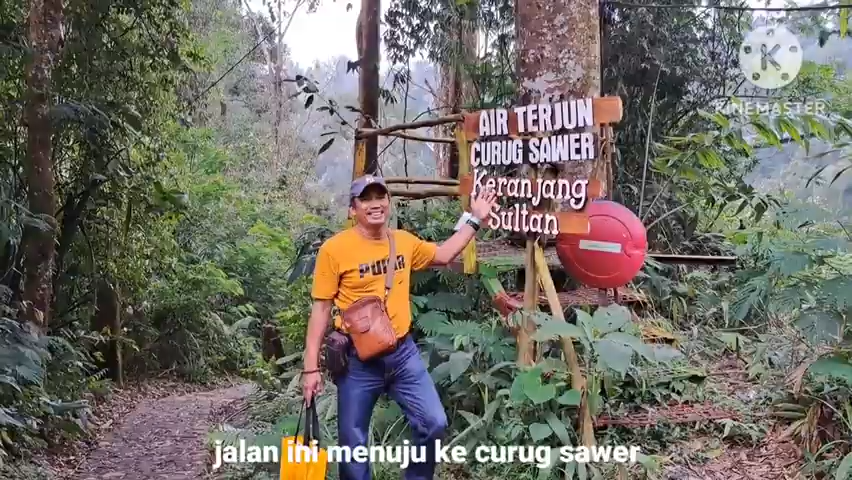 KINEMASTER
AIR TERJUN
CURUG SAWER
Keranjang
Sultan
PUMA
jalan ini menuju ke curug sawer